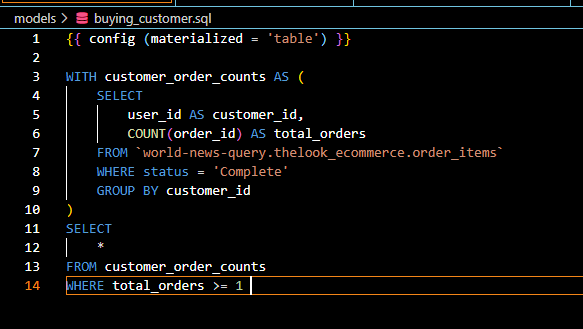 models > buying_customer.sql
1 {{ config (materialized = 'table') }}
2
3 WITH customer_order_counts AS (
4 SELECT
5 user_id AS customer_id,
6 COUNT(order_id) AS total_orders
7 FROM `world-news-query.thelook_ecommerce.order_items`
8 WHERE status = 'Complete'
9 GROUP BY customer_id
10 )
11 SELECT
12 *
13 FROM customer_order_counts
14 WHERE total_orders >= 1